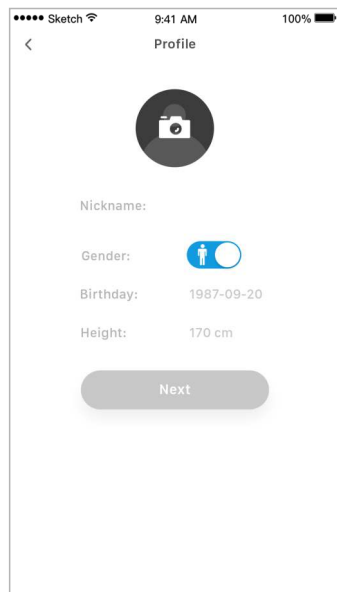 Sketch 9:41 AM 100%
Profile
Nickname:
Gender:
Birthday: 1987-09-20
Height: 170 cm
Next